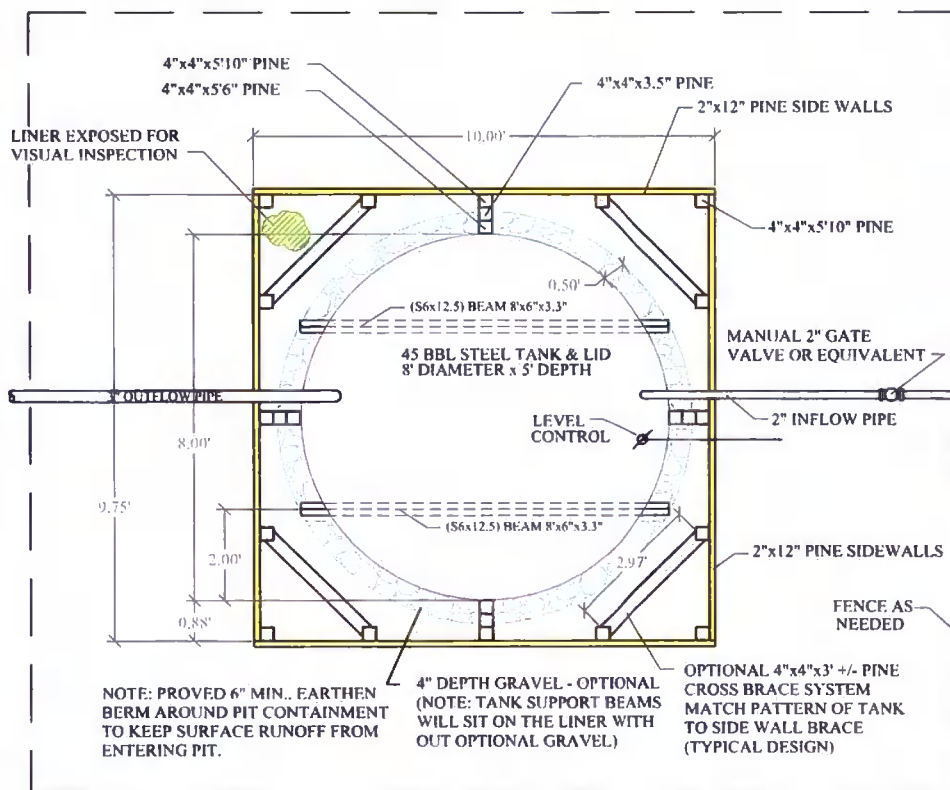 4"x4"x5'10" PINE
4"x4"x5'6" PINE
4"x4"x3.5" PINE
2"x12" PINE SIDE WALLS
LINER EXPOSED FOR
VISUAL INSPECTION
10.00'
4"x4"x5'10" PINE
0.50'
(S6x12.5) BEAM 8'x6"x3.3"
45 BBL STEEL TANK & LID
8' DIAMETER x 5' DEPTH
MANUAL 2" GATE
VALVE OR EQUIVALENT
OUTFLOW PIPE
2" INFLOW PIPE
LEVEL
CONTROL
8.00'
9.75'
(S6x12.5) BEAM 8'x6"x3.3"
2.00'
2.97'
2"x12" PINE SIDEWALLS
0.88'
FENCE AS
NEEDED
NOTE: PROVED 6" MIN.. EARTHEN
BERM AROUND PIT CONTAINMENT
TO KEEP SURFACE RUNOFF FROM
ENTERING PIT.
4" DEPTH GRAVEL - OPTIONAL
(NOTE: TANK SUPPORT BEAMS
WILL SIT ON THE LINER WITH
OUT OPTIONAL GRAVEL)
OPTIONAL 4"x4"x3' +/- PINE
CROSS BRACE SYSTEM
MATCH PATTERN OF TANK
TO SIDE WALL BRACE
(TYPICAL DESIGN)